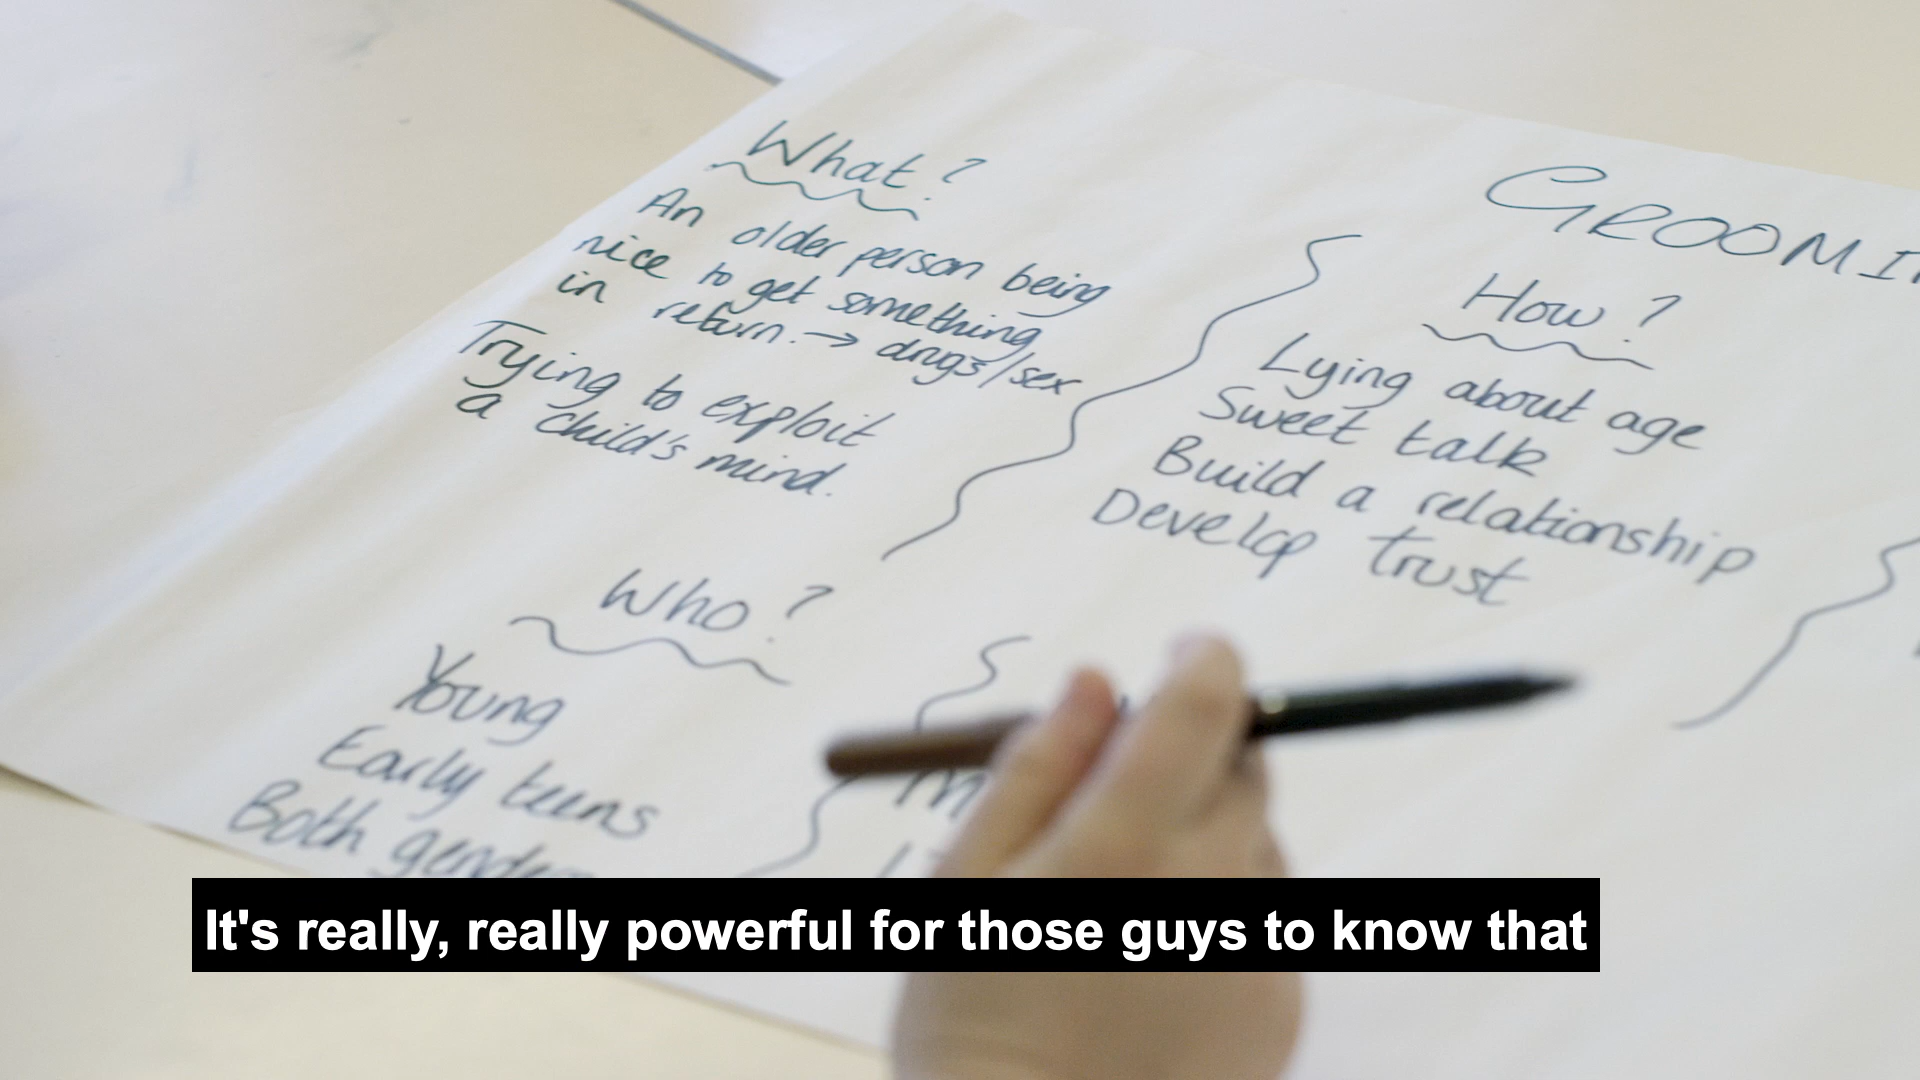 GROOMI
What?
An older person being
nice to get something
in return. → drugs/sex
Trying to exploit
a child's mind.
How?
Lying about age
Sweet talk
Build a relationship
Develop trust
Who?
Young
Early teens
Both
It's really, really powerful for those guys to know that